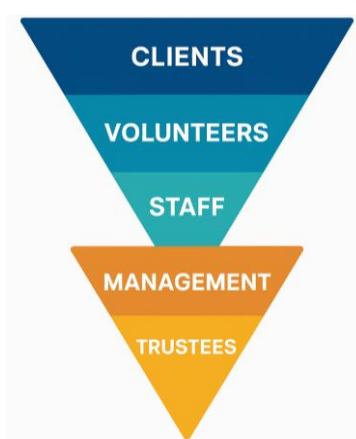 CLIENTS
VOLUNTEERS
STAFF
MANAGEMENT
TRUSTEES